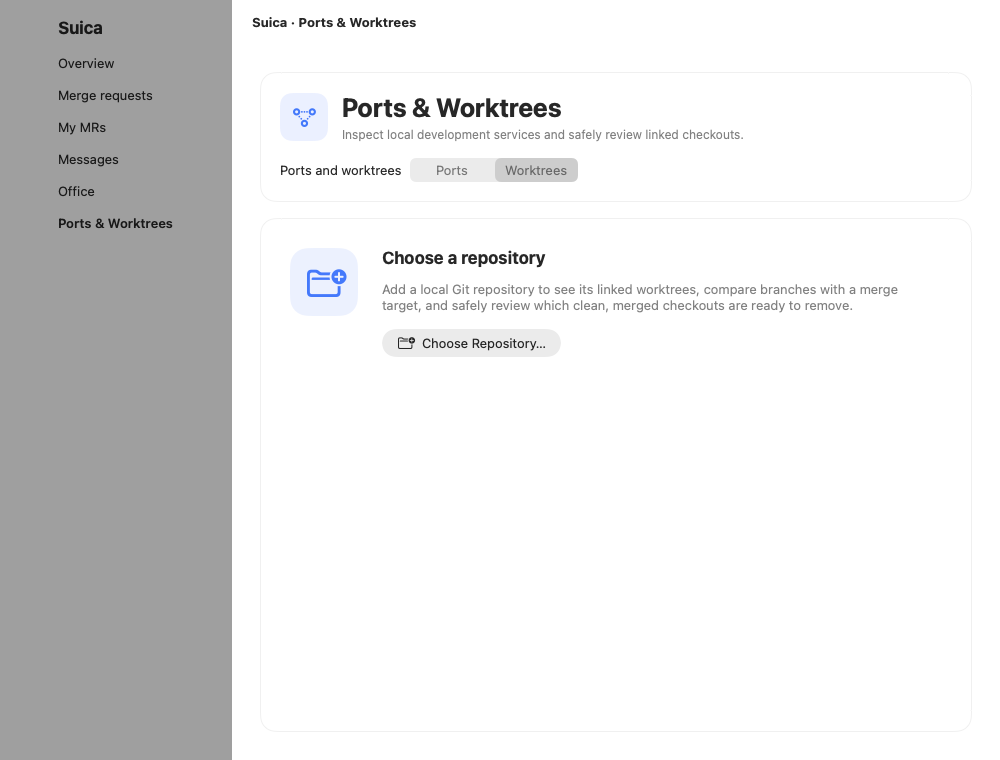 Suica
Overview
Merge requests
My MRs
Messages
Office
Ports & Worktrees
Suica · Ports & Worktrees
Ports & Worktrees
Inspect local development services and safely review linked checkouts.
Ports and worktrees
Ports
Worktrees
Choose a repository
Add a local Git repository to see its linked worktrees, compare branches with a merge
target, and safely review which clean, merged checkouts are ready to remove.
Choose Repository...